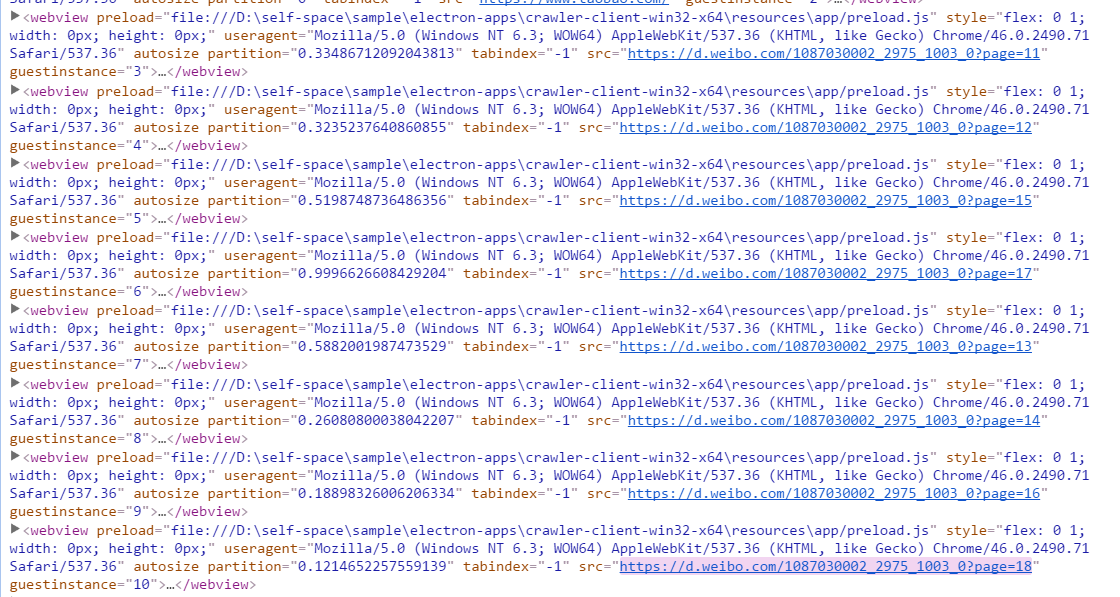 <webview preload="file:///D:\self-space\sample\electron-apps\crawler-client-win32-x64\resources\app/preload.js" style="flex: 0 1;
width: 0px; height: 0px;" useragent="Mozilla/5.0 (Windows NT 6.3; WOW64) AppleWebKit/537.36 (KHTML, like Gecko) Chrome/46.0.2490.71
Safari/537.36" autosize partition="0.33486712092043813" tabindex="-1" src="https://d.weibo.com/1087030002_2975_1003_0?page=11"
guestinstance="3">…</webview>
<webview preload="file:///D:\self-space\sample\electron-apps\crawler-client-win32-x64\resources\app/preload.js" style="flex: 0 1;
width: 0px; height: 0px;" useragent="Mozilla/5.0 (Windows NT 6.3; WOW64) AppleWebKit/537.36 (KHTML, like Gecko) Chrome/46.0.2490.71
Safari/537.36" autosize partition="0.3235237640860855" tabindex="-1" src="https://d.weibo.com/1087030002_2975_1003_0?page=12"
guestinstance="4">…</webview>
<webview preload="file:///D:\self-space\sample\electron-apps\crawler-client-win32-x64\resources\app/preload.js" style="flex: 0 1;
width: 0px; height: 0px;" useragent="Mozilla/5.0 (Windows NT 6.3; WOW64) AppleWebKit/537.36 (KHTML, like Gecko) Chrome/46.0.2490.71
Safari/537.36" autosize partition="0.5198748736486356" tabindex="-1" src="https://d.weibo.com/1087030002_2975_1003_0?page=15"
guestinstance="5">…</webview>
<webview preload="file:///D:\self-space\sample\electron-apps\crawler-client-win32-x64\resources\app/preload.js" style="flex: 0 1;
width: 0px; height: 0px;" useragent="Mozilla/5.0 (Windows NT 6.3; WOW64) AppleWebKit/537.36 (KHTML, like Gecko) Chrome/46.0.2490.71
Safari/537.36" autosize partition="0.9996626608429204" tabindex="-1" src="https://d.weibo.com/1087030002_2975_1003_0?page=17"
guestinstance="6">…</webview>
<webview preload="file:///D:\self-space\sample\electron-apps\crawler-client-win32-x64\resources\app/preload.js" style="flex: 0 1;
width: 0px; height: 0px;" useragent="Mozilla/5.0 (Windows NT 6.3; WOW64) AppleWebKit/537.36 (KHTML, like Gecko) Chrome/46.0.2490.71
Safari/537.36" autosize partition="0.5882001987473529" tabindex="-1" src="https://d.weibo.com/1087030002_2975_1003_0?page=13"
guestinstance="7">…</webview>
<webview preload="file:///D:\self-space\sample\electron-apps\crawler-client-win32-x64\resources\app/preload.js" style="flex: 0 1;
width: 0px; height: 0px;" useragent="Mozilla/5.0 (Windows NT 6.3; WOW64) AppleWebKit/537.36 (KHTML, like Gecko) Chrome/46.0.2490.71
Safari/537.36" autosize partition="0.26080800038042207" tabindex="-1" src="https://d.weibo.com/1087030002_2975_1003_0?page=14"
guestinstance="8">…</webview>
<webview preload="file:///D:\self-space\sample\electron-apps\crawler-client-win32-x64\resources\app/preload.js" style="flex: 0 1;
width: 0px; height: 0px;" useragent="Mozilla/5.0 (Windows NT 6.3; WOW64) AppleWebKit/537.36 (KHTML, like Gecko) Chrome/46.0.2490.71
Safari/537.36" autosize partition="0.18898326006206334" tabindex="-1" src="https://d.weibo.com/1087030002_2975_1003_0?page=16"
guestinstance="9">…</webview>
<webview preload="file:///D:\self-space\sample\electron-apps\crawler-client-win32-x64\resources\app/preload.js" style="flex: 0 1;
width: 0px; height: 0px;" useragent="Mozilla/5.0 (Windows NT 6.3; WOW64) AppleWebKit/537.36 (KHTML, like Gecko) Chrome/46.0.2490.71
Safari/537.36" autosize partition="0.1214652257559139" tabindex="-1" src="https://d.weibo.com/1087030002_2975_1003_0?page=18"
guestinstance="10">…</webview>